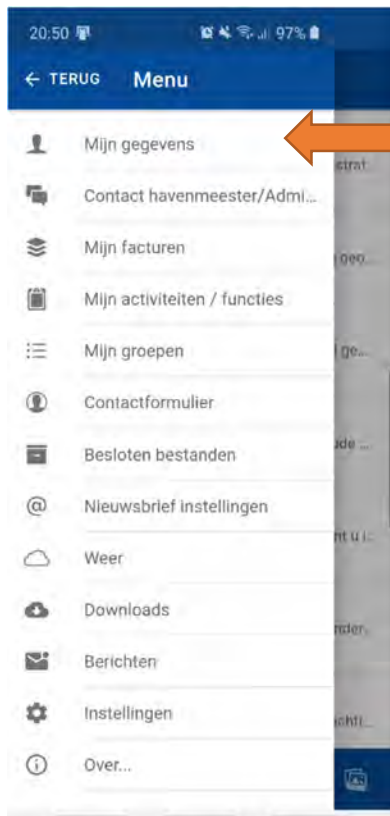 20:50 97%
← TERUG Menu
Mijn gegevens
strat
Contact havenmeester/Admi...
Mijn facturen
Mijn activiteiten / functies
Mijn groepen
Contactformulier
Besloten bestanden
Nieuwsbrief instellingen
Weer
Downloads
Berichten
Instellingen
Over...